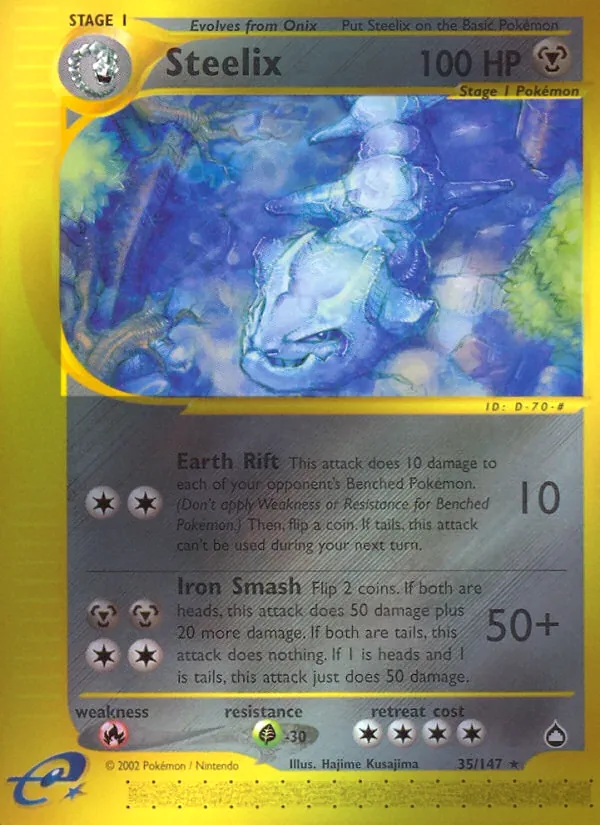 STAGE 1
Evolves from Onix Put Steelix on the Basic Pokémon
Steelix 100 HP
Stage 1 Pokémon
ID: D-70-#
Earth Rift This attack does 10 damage to
each of your opponent's Benched Pokémon.
(Don't apply Weakness or Resistance for Benched
Pokémon.) Then, flip a coin. If tails, this attack
can't be used during your next turn.
10
Iron Smash Flip 2 coins. If both are
heads, this attack does 50 damage plus
20 more damage. If both are tails, this
attack does nothing. If 1 is heads and 1
is tails, this attack just does 50 damage.
50+
weakness resistance retreat cost
-30
© 2002 Pokémon / Nintendo Illus. Hajime Kusajima 35/147 ★
e